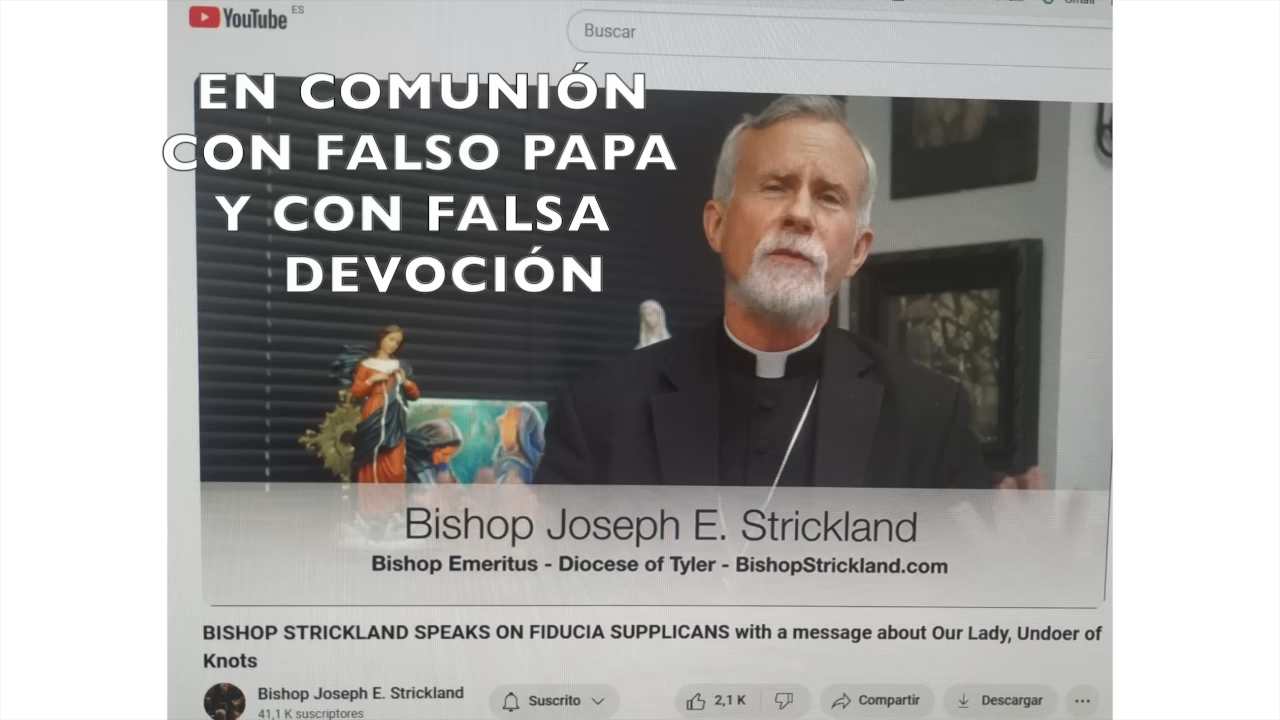 YouTube ES
Buscar
EN COMUNIÓN
CON FALSO PAPA
Y CON FALSA
DEVOCIÓN
Bishop Joseph E. Strickland
Bishop Emeritus - Diocese of Tyler - BishopStrickland.com
BISHOP STRICKLAND SPEAKS ON FIDUCIA SUPPLICANS with a message about Our Lady, Undoer of
Knots
Bishop Joseph E. Strickland
41,1 K suscriptores
Suscrito
2,1 K
Compartir
Descargar